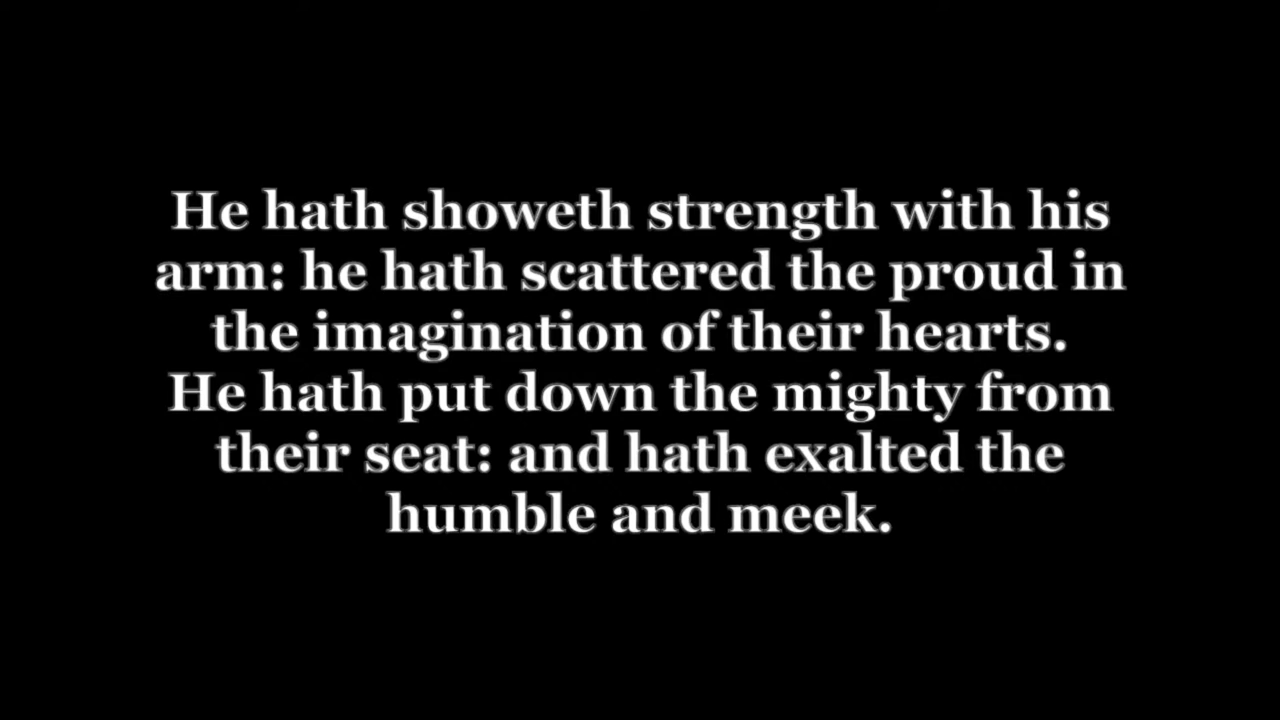 He hath showeth strength with his
arm: he hath scattered the proud in
the imagination of their hearts.
He hath put down the mighty from
their seat: and hath exalted the
humble and meek.